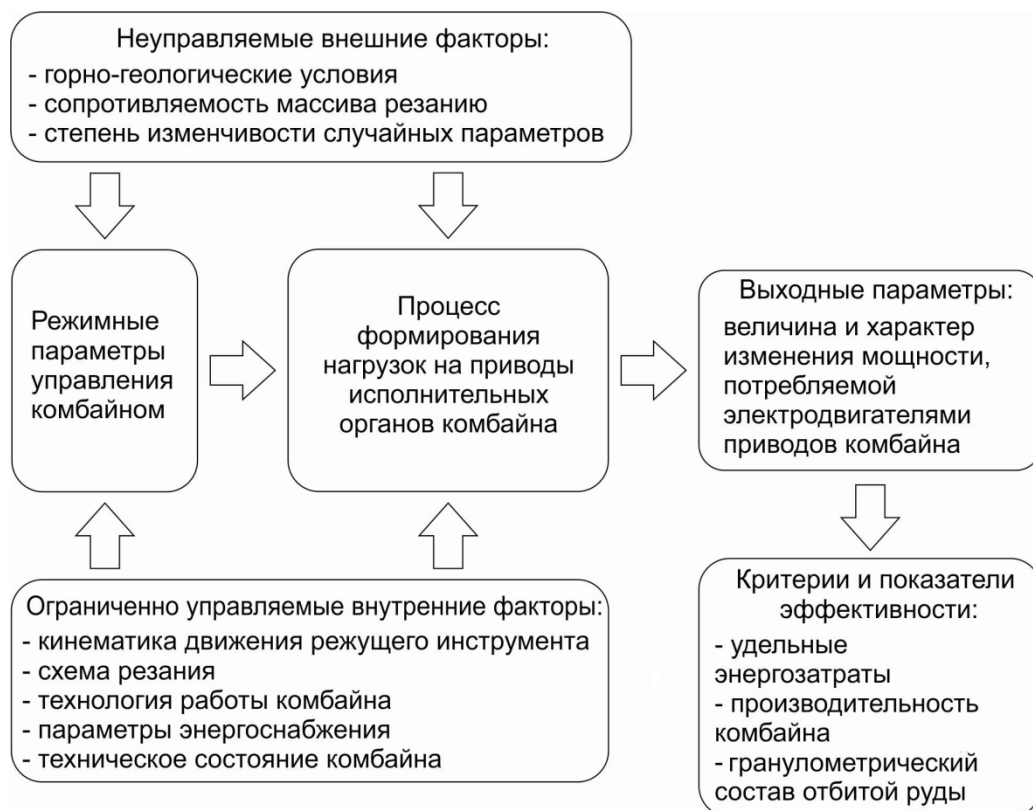 Неуправляемые внешние факторы:
- горно-геологические условия
- сопротивляемость массива резанию
- степень изменчивости случайных параметров
Режимные
параметры
управления
комбайном
Процесс
формирования
нагрузок на приводы
исполнительных
органов комбайна
Выходные параметры:
величина и характер
изменения мощности,
потребляемой
электродвигателями
приводов комбайна
Ограниченно управляемые внутренние факторы:
- кинематика движения режущего инструмента
- схема резания
- технология работы комбайна
- параметры энергоснабжения
- техническое состояние комбайна
Критерии и показатели
эффективности:
- удельные
энергозатраты
- производительность
комбайна
- гранулометрический
состав отбитой руды